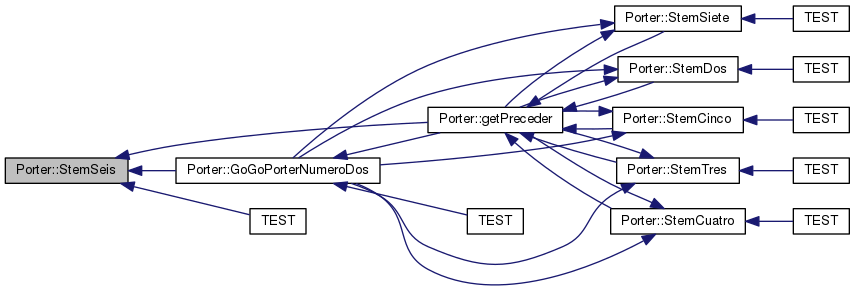 Porter::StemSiete
TEST
Porter::StemDos
TEST
Porter::getPreceder
Porter::StemCinco
TEST
Porter::StemSeis
Porter::GoGoPorterNumeroDos
Porter::StemTres
TEST
TEST
TEST
Porter::StemCuatro
TEST